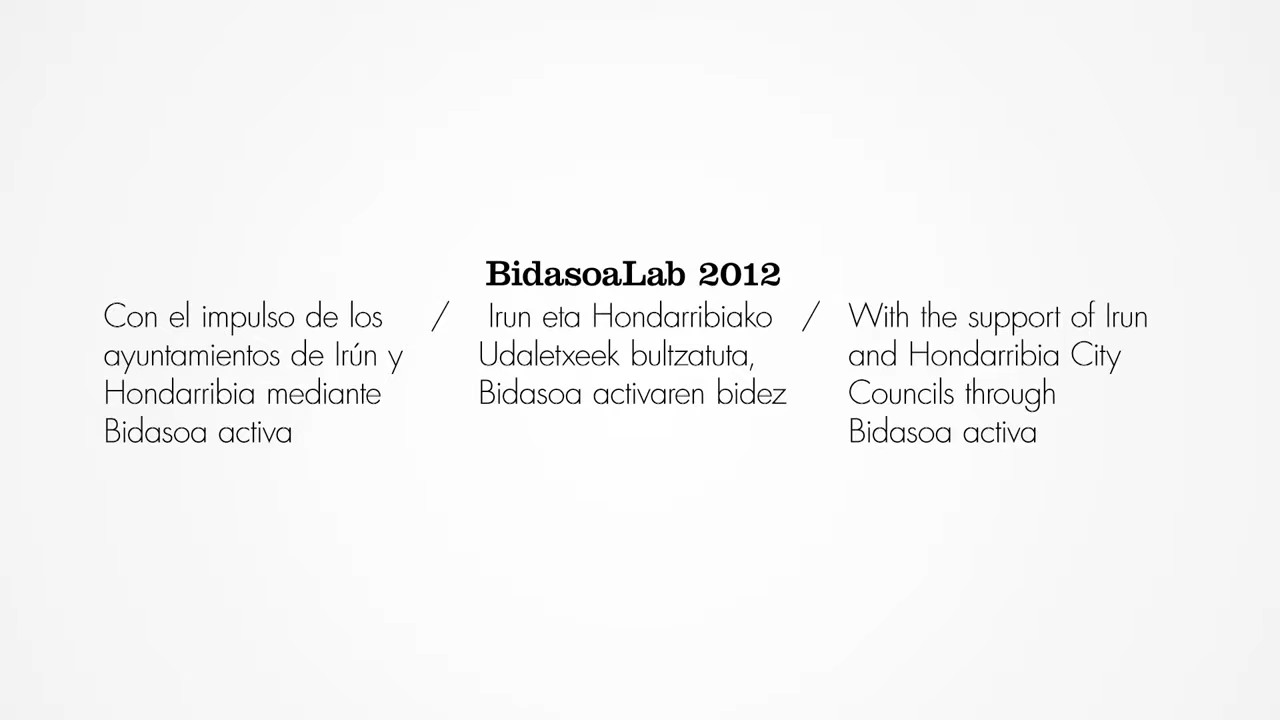 BidasoaLab 2012
Con el impulso de los
ayuntamientos de Irún y
Hondarribia mediante
Bidasoa activa
/
Irun eta Hondarribiako
Udaletxeek bultzatuta,
Bidasoa activaren bidez
/
With the support of Irun
and Hondarribia City
Councils through
Bidasoa activa